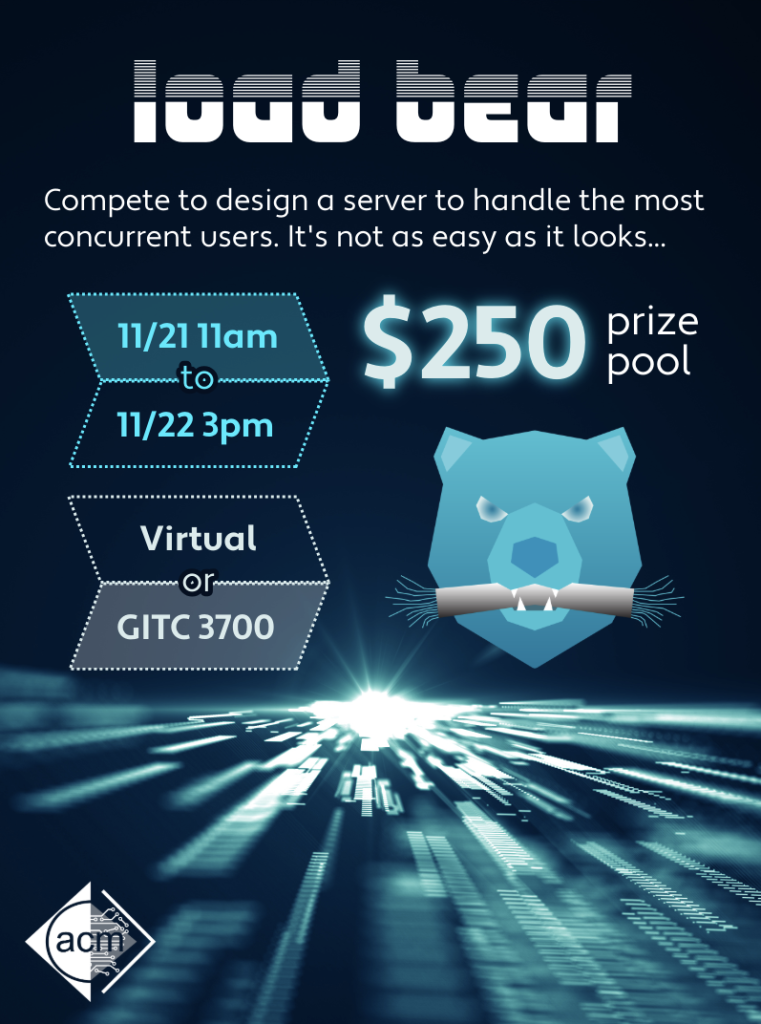 load bear
Compete to design a server to handle the most
concurrent users. It's not as easy as it looks...
11/21 11am
to
11/22 3pm
$250
prize
pool
Virtual
or
GITC 3700
acm